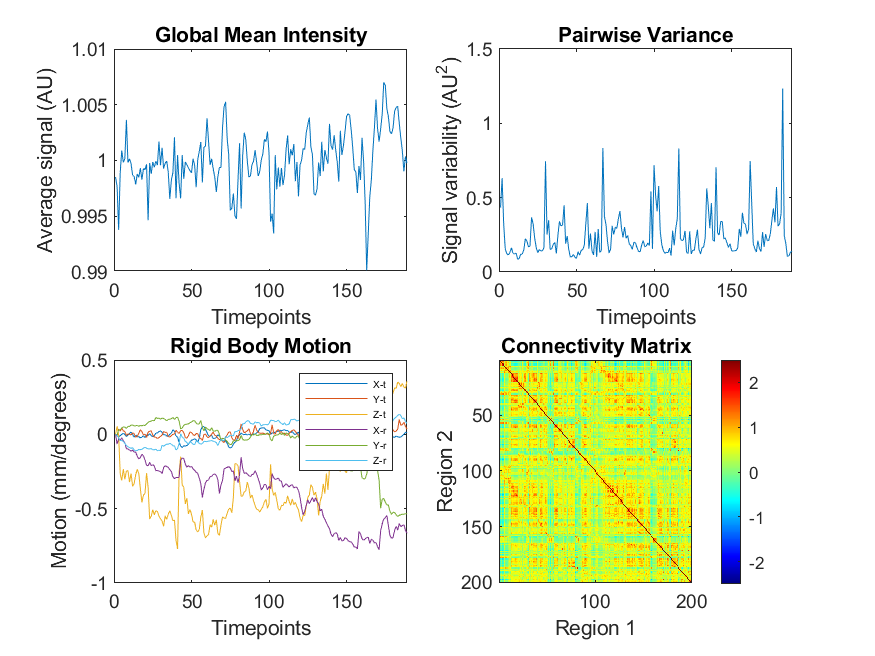 Global Mean Intensity
1.01
1.005
1
0.995
0.99
Average signal (AU)
0 50 100 150
Timepoints
Pairwise Variance
1.5
1
0.5
0
Signal variability (AU²)
0 50 100 150
Timepoints
Rigid Body Motion
0.5
0
-0.5
-1
Motion (mm/degrees)
X-t
Y-t
Z-t
X-r
Y-r
Z-r
0 50 100 150
Timepoints
Connectivity Matrix
50
100
150
200
Region 2
100 200
Region 1
2
1
0
-1
-2